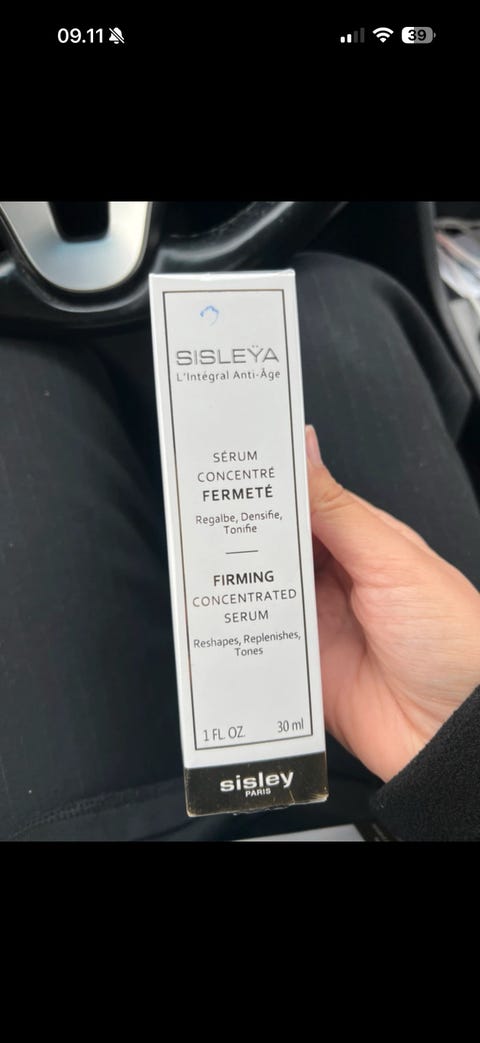 09.11
39
SISLEŸA
L'Intégral Anti-Âge
SÉRUM
CONCENTRÉ
FERMETÉ
Regalbe, Densifie,
Tonifie
FIRMING
CONCENTRATED
SERUM
Reshapes, Replenishes,
Tones
1 FL. OZ. 30 ml
sisley
PARIS